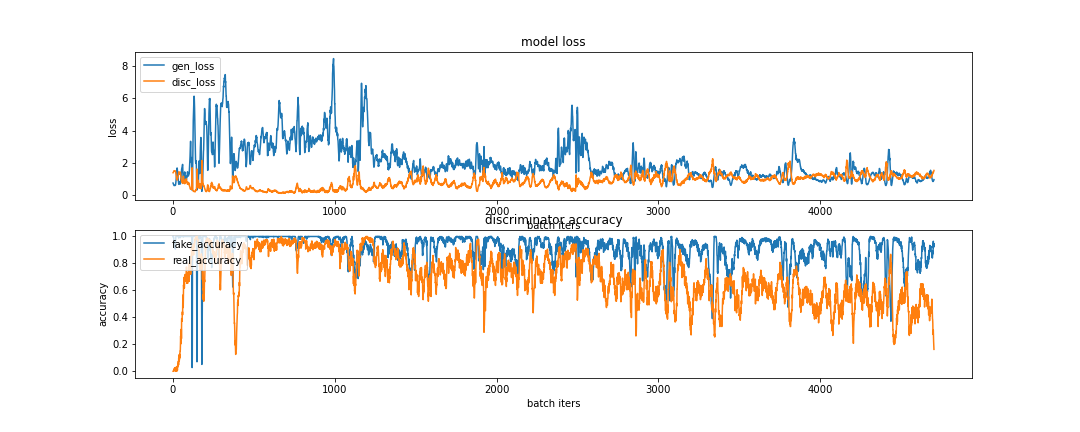 model loss
gen_loss
disc_loss
loss
8
6
4
2
0
0 1000 2000 3000 4000
batch iters
discriminator accuracy
fake_accuracy
real_accuracy
accuracy
1.0
0.8
0.6
0.4
0.2
0.0
0 1000 2000 3000 4000
batch iters